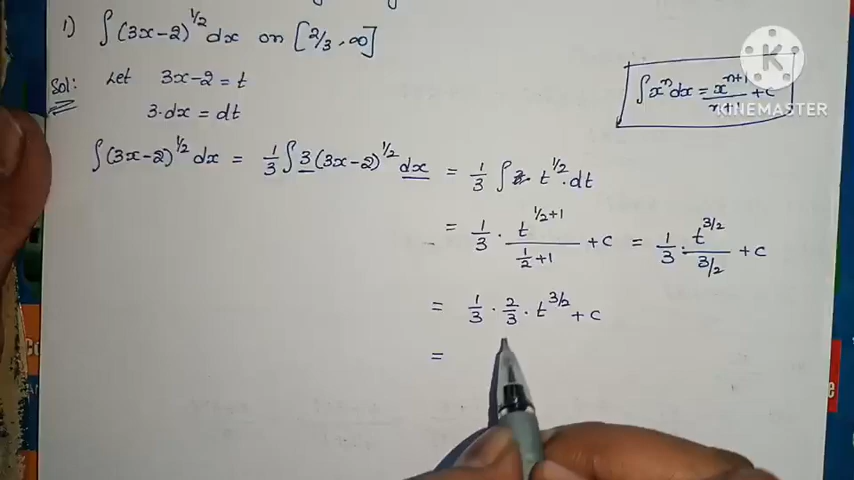 1) ∫(3x-2)^1/2 dx on [2/3, ∞]
Sol: Let 3x-2 = t
3·dx = dt
∫x^n dx = x^n+1/n+1 + c
KINEMASTER
∫(3x-2)^1/2 dx = 1/3 ∫3(3x-2)^1/2 dx = 1/3 ∫ t^1/2 · dt
= 1/3 · t^1/2+1 / 1/2+1 + c = 1/3 · t^3/2 / 3/2 + c
= 1/3 · 2/3 · t^3/2 + c
=